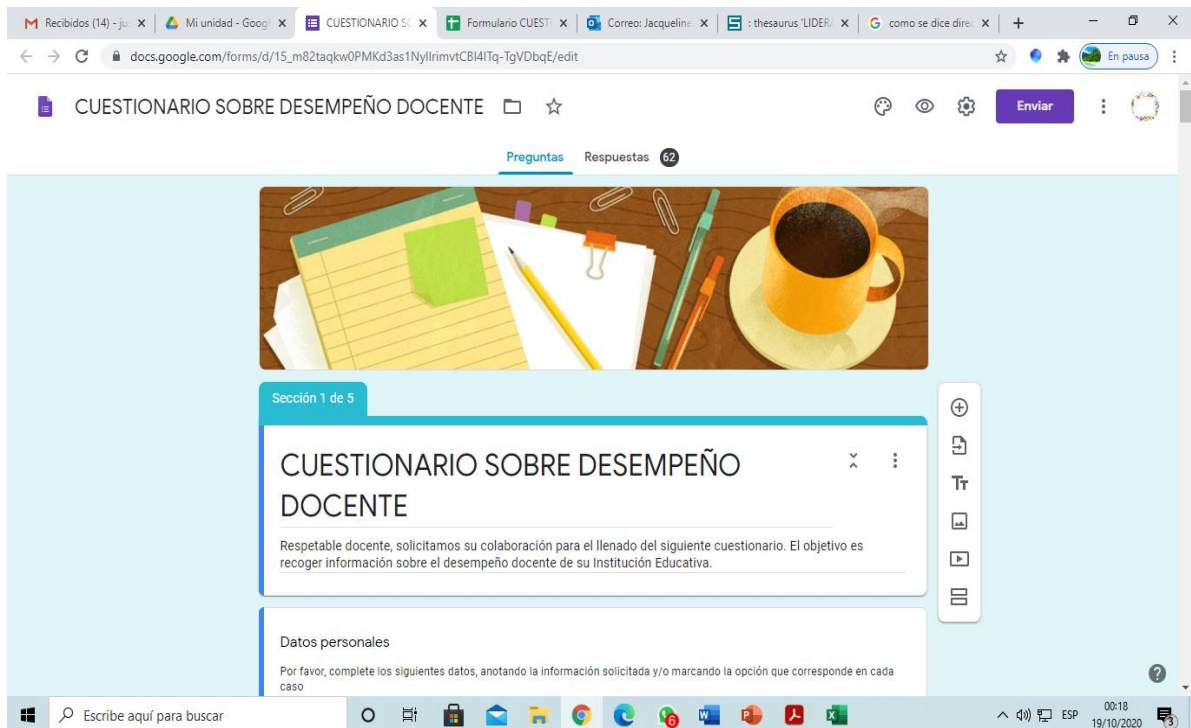 Recibidos (14) - ju
Mi unidad - Goog
CUESTIONARIO SO
Formulario CUEST
Correo: Jacqueline
: thesaurus 'LIDER
como se dice direc
docs.google.com/forms/d/15_m82taqkw0PMKd3as1NyIlrimvtCBI4ITq-TgVDbqE/edit
En pausa
CUESTIONARIO SOBRE DESEMPEÑO DOCENTE
Enviar
Preguntas Respuestas 62
Sección 1 de 5
CUESTIONARIO SOBRE DESEMPEÑO
DOCENTE
Respetable docente, solicitamos su colaboración para el llenado del siguiente cuestionario. El objetivo es
recoger información sobre el desempeño docente de su Institución Educativa.
Tт
Datos personales
Por favor, complete los siguientes datos, anotando la información solicitada y/o marcando la opción que corresponde en cada
caso
Escribe aquí para buscar
ESP
00:18
19/10/2020